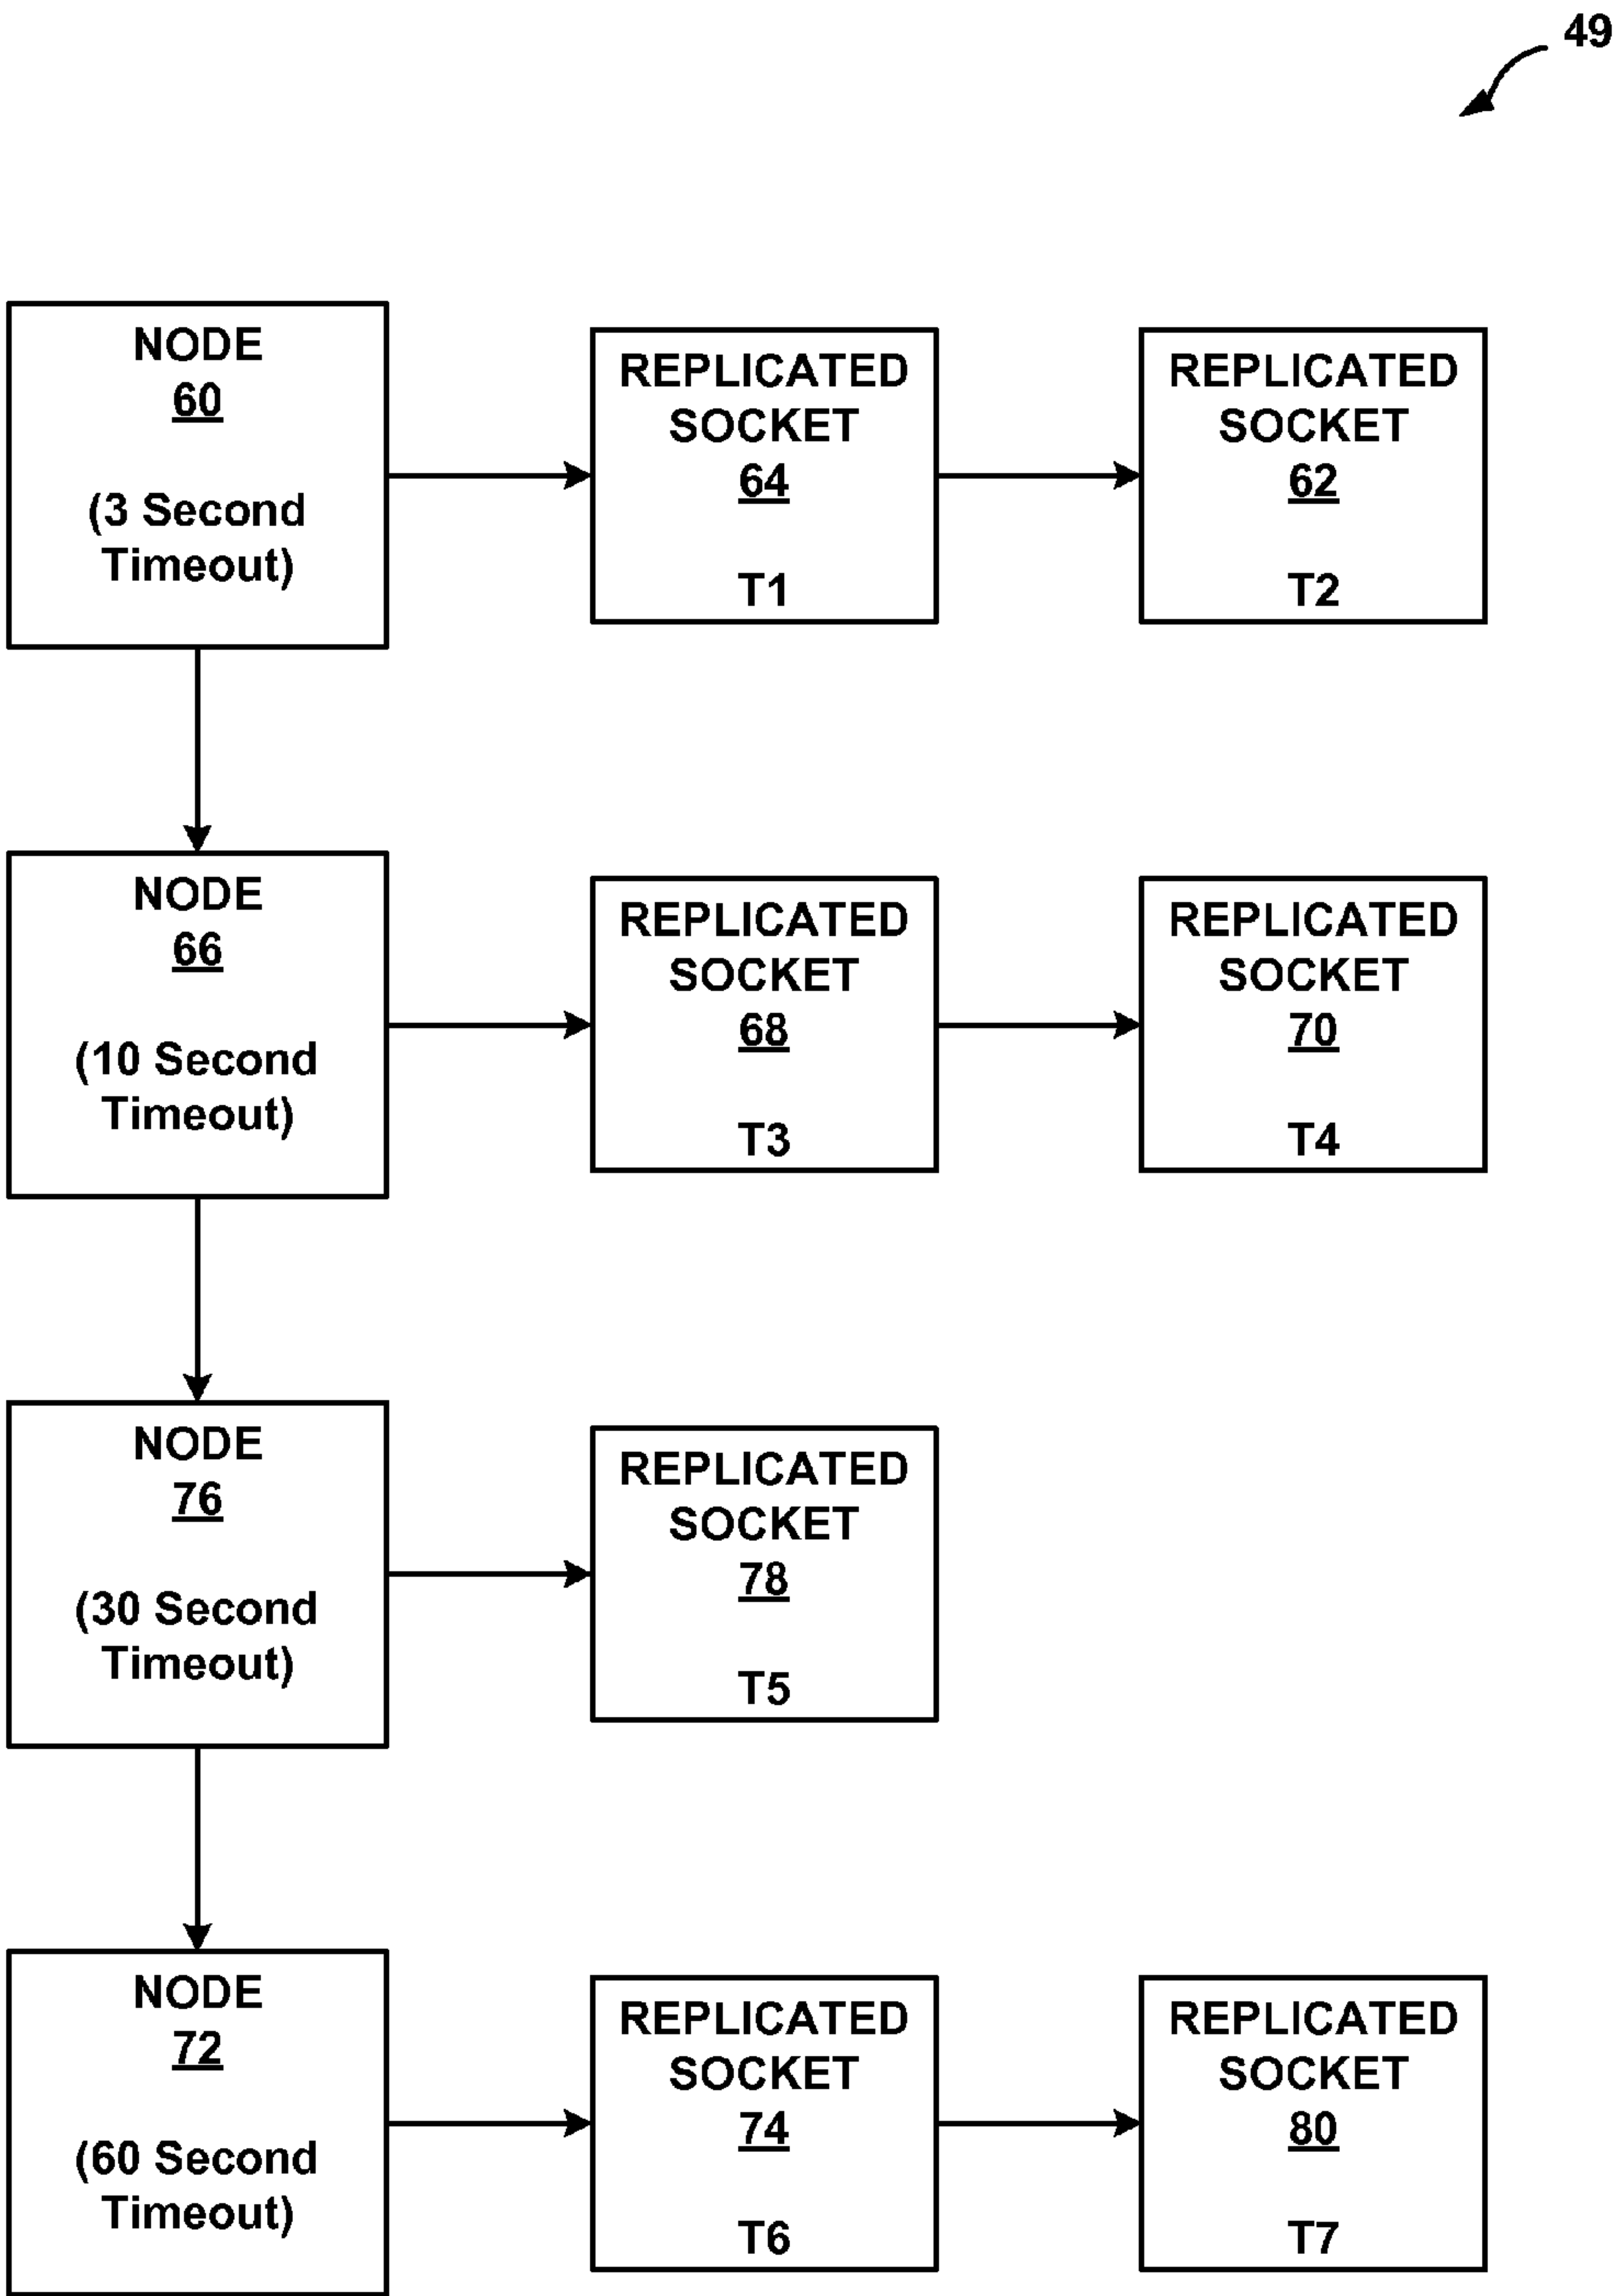 49
NODE
60
(3 Second
Timeout)
REPLICATED
SOCKET
64
T1
REPLICATED
SOCKET
62
T2
NODE
66
(10 Second
Timeout)
REPLICATED
SOCKET
68
T3
REPLICATED
SOCKET
70
T4
NODE
76
(30 Second
Timeout)
REPLICATED
SOCKET
78
T5
NODE
72
(60 Second
Timeout)
REPLICATED
SOCKET
74
T6
REPLICATED
SOCKET
80
T7